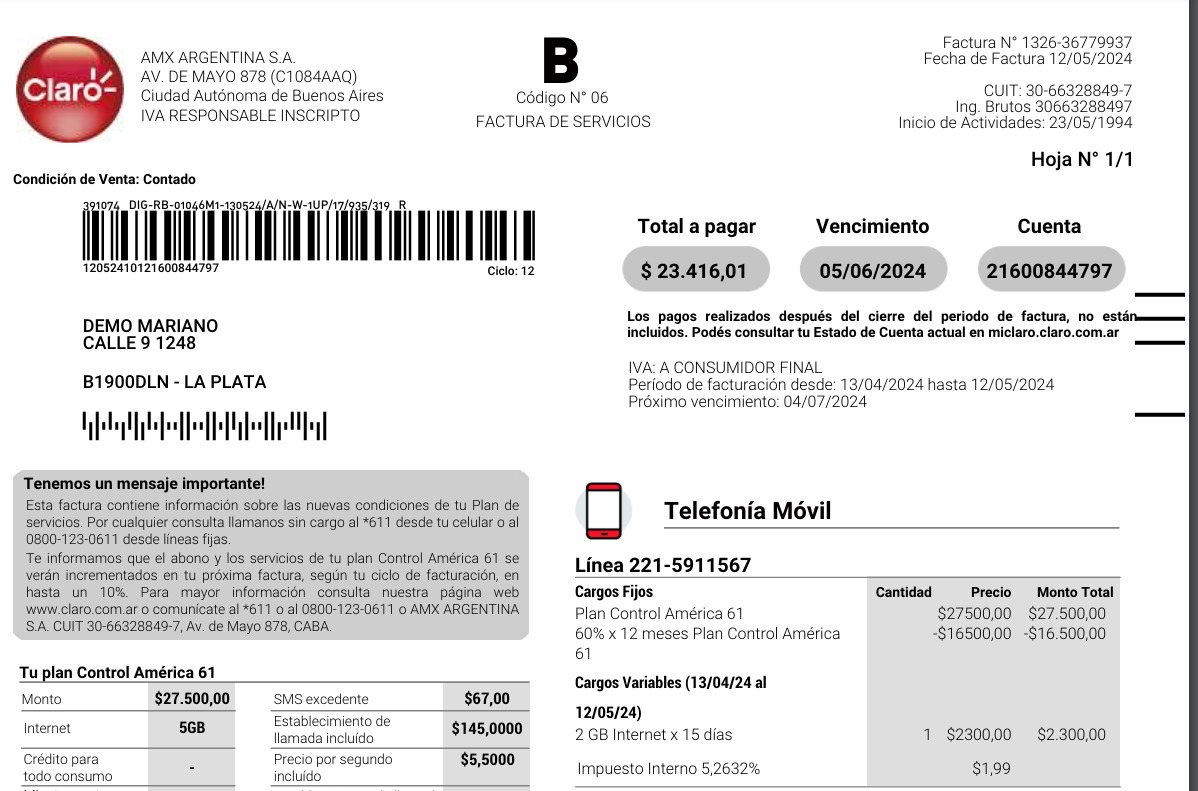 Claro
AMX ARGENTINA S.A.
AV. DE MAYO 878 (C1084AAQ)
Ciudad Autónoma de Buenos Aires
IVA RESPONSABLE INSCRIPTO
B
Código N° 06
FACTURA DE SERVICIOS
Factura N° 1326-36779937
Fecha de Factura 12/05/2024
CUIT: 30-66328849-7
Ing. Brutos 30663288497
Inicio de Actividades: 23/05/1994
Hoja N° 1/1
Condición de Venta: Contado
391074 DIG-RB-01046M1-130524/A/N-W-1UP/17/935/319 R
12052410121600844797
Ciclo: 12
Total a pagar Vencimiento Cuenta
$ 23.416,01 05/06/2024 21600844797
Los pagos realizados después del cierre del periodo de factura, no están
incluidos. Podés consultar tu Estado de Cuenta actual en miclaro.claro.com.ar
DEMO MARIANO
CALLE 9 1248
B1900DLN - LA PLATA
IVA: A CONSUMIDOR FINAL
Período de facturación desde: 13/04/2024 hasta 12/05/2024
Próximo vencimiento: 04/07/2024
Tenemos un mensaje importante!
Esta factura contiene información sobre las nuevas condiciones de tu Plan de
servicios. Por cualquier consulta llamanos sin cargo al *611 desde tu celular o al
0800-123-0611 desde líneas fijas.
Te informamos que el abono y los servicios de tu plan Control América 61 se
verán incrementados en tu próxima factura, según tu ciclo de facturación, en
hasta un 10%. Para mayor información consulta nuestra página web
www.claro.com.ar o comunícate al *611 o al 0800-123-0611 o AMX ARGENTINA
S.A. CUIT 30-66328849-7, Av. de Mayo 878, CABA.
Tu plan Control América 61
Monto $27.500,00 SMS excedente $67,00
Internet 5GB Establecimiento de
llamada incluído $145,0000
Crédito para
todo consumo - Precio por segundo
incluído $5,5000
Telefonía Móvil
Línea 221-5911567
Cargos Fijos Cantidad Precio Monto Total
Plan Control América 61 $27500,00 $27.500,00
60% x 12 meses Plan Control América -$16500,00 -$16.500,00
61
Cargos Variables (13/04/24 al
12/05/24)
2 GB Internet x 15 días 1 $2300,00 $2.300,00
Impuesto Interno 5,2632% $1,99